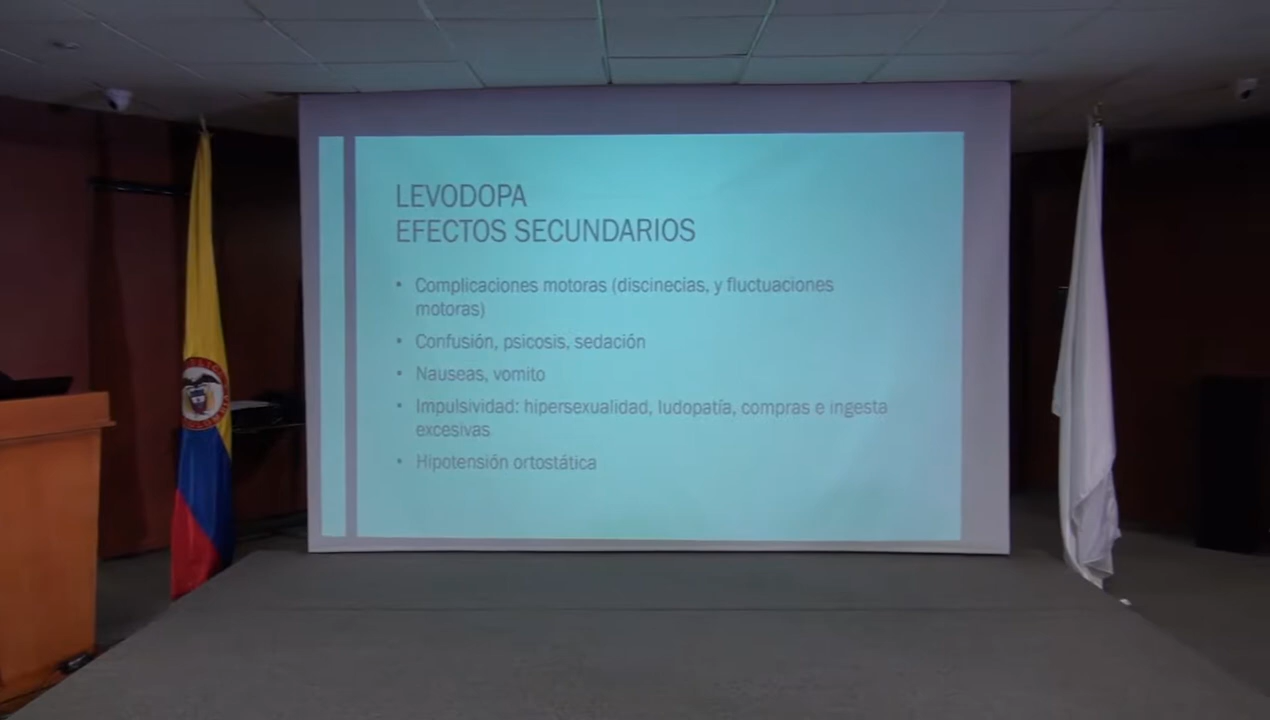 LEVODOPA
EFECTOS SECUNDARIOS
• Complicaciones motoras (discinecias, y fluctuaciones
motoras)
• Confusión, psicosis, sedación
• Nauseas, vomito
• Impulsividad: hipersexualidad, ludopatía, compras e ingesta
excesivas
• Hipotensión ortostática